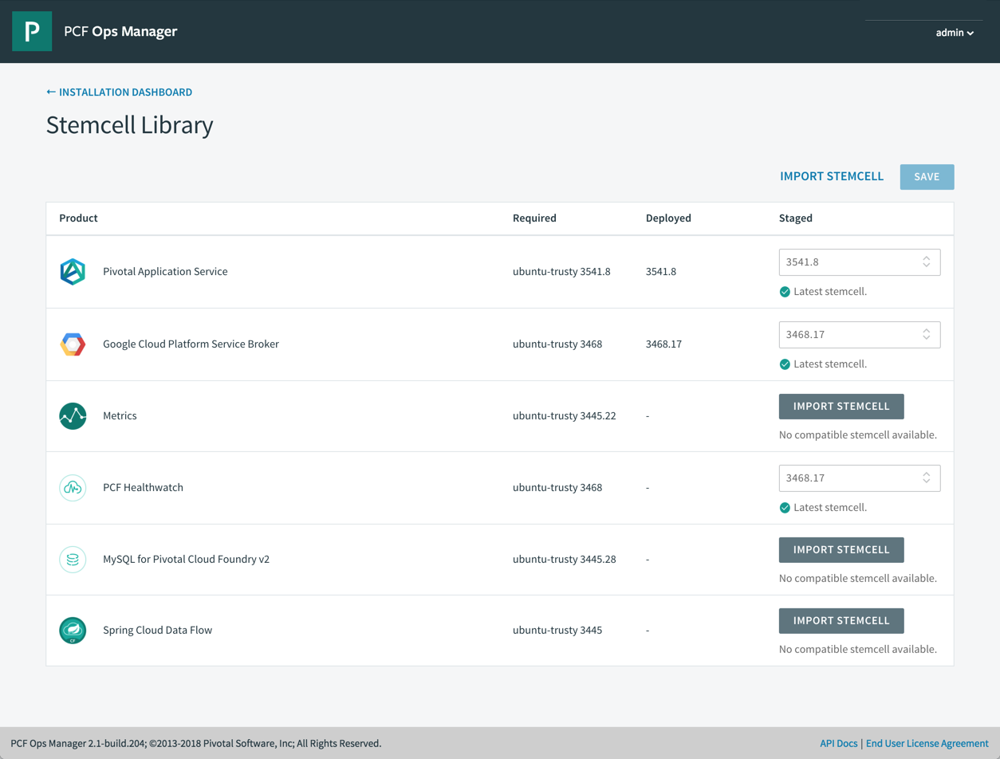 P
PCF Ops Manager
admin
← INSTALLATION DASHBOARD
Stemcell Library
IMPORT STEMCELL
SAVE
Product Required Deployed Staged
Pivotal Application Service ubuntu-trusty 3541.8 3541.8 3541.8
Latest stemcell.
Google Cloud Platform Service Broker ubuntu-trusty 3468 3468.17 3468.17
Latest stemcell.
Metrics ubuntu-trusty 3445.22 - IMPORT STEMCELL
No compatible stemcell available.
PCF Healthwatch ubuntu-trusty 3468 - 3468.17
Latest stemcell.
MySQL for Pivotal Cloud Foundry v2 ubuntu-trusty 3445.28 - IMPORT STEMCELL
No compatible stemcell available.
CF Spring Cloud Data Flow ubuntu-trusty 3445 - IMPORT STEMCELL
No compatible stemcell available.
PCF Ops Manager 2.1-build.204; ©2013-2018 Pivotal Software, Inc; All Rights Reserved.
API Docs | End User License Agreement